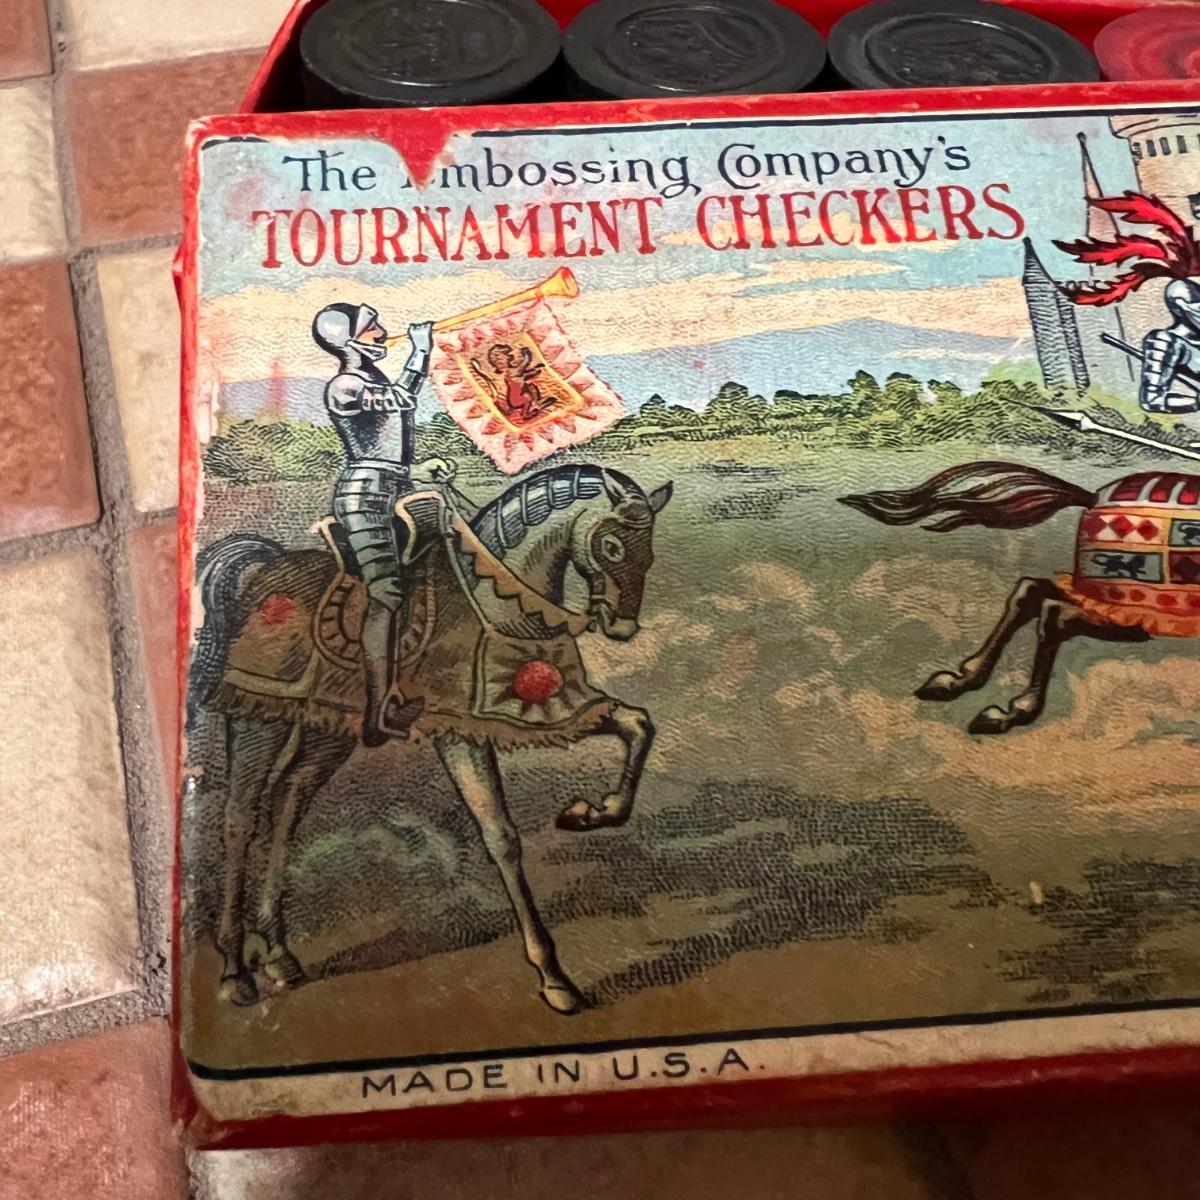 The Embossing Company's
TOURNAMENT CHECKERS
MADE IN U.S.A.